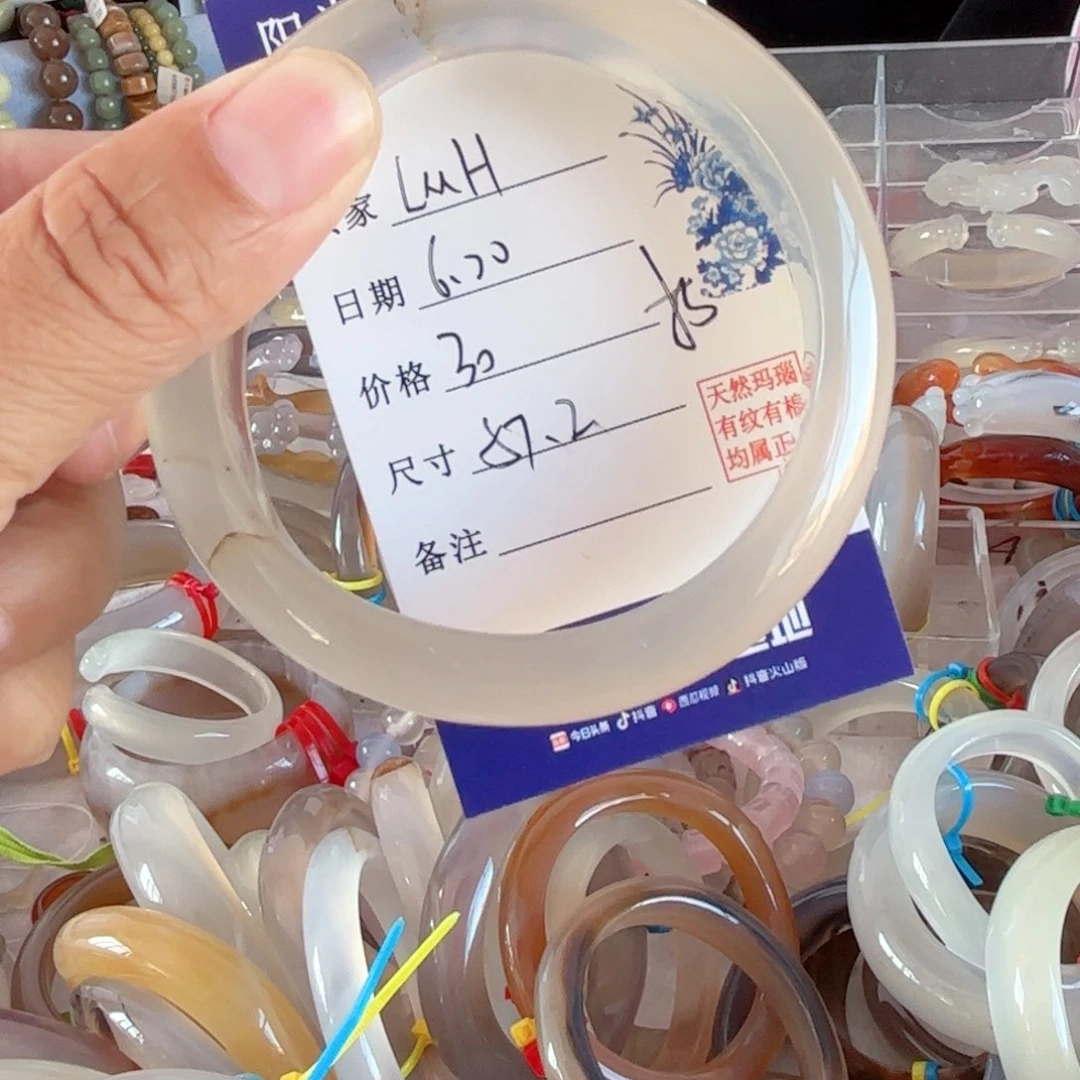 家 LMH
日期 6.20
价格 30
尺寸 57.2
备注
天然玛瑙
有纹有棉
均属正
今日头条 抖音 西瓜视频 抖音火山版